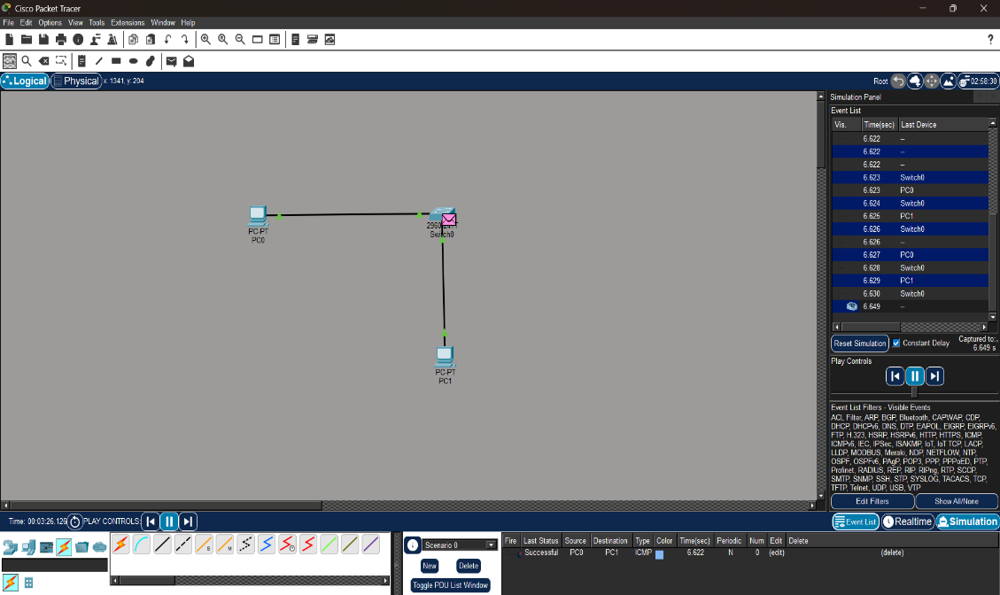 Cisco Packet Tracer
File Edit Options View Tools Extensions Window Help
?
Logical Physical x: 1341, y: 204 Root 02:58:30
Simulation Panel
Event List
Vis. Time(sec) Last Device
6.622 --
6.622 --
6.622 --
6.623 Switch0
6.623 PC0
6.624 Switch0
6.625 PC1
6.626 Switch0
6.626 --
6.627 PC0
6.628 Switch0
6.629 PC1
6.630 Switch0
6.649 --
Reset Simulation Constant Delay Captured to:
6.649 s
Play Controls
PC-PT
PC0
Switch0
PC-PT
PC1
Event List Filters - Visible Events
ACL Filter, ARP, BGP, Bluetooth, CAPWAP, CDP,
DHCP, DHCPv6, DNS, DTP, EAPOL, EIGRP, EIGRPv6,
FTP, H.323, HSRP, HSRPv6, HTTP, HTTPS, ICMP,
ICMPv6, IEC, IPSec, ISAKMP, IoT, IoT TCP, LACP,
LLDP, MODBUS, Meraki, NDP, NETFLOW, NTP,
OSPF, OSPFv6, PAgP, POP3, PPP, PPPoED, PTP,
Profinet, RADIUS, REP, RIP, RIPng, RTP, SCCP,
SMTP, SNMP, SSH, STP, SYSLOG, TACACS, TCP,
TFTP, Telnet, UDP, USB, VTP
Edit Filters Show All/None
Time: 00:03:26.126 PLAY CONTROLS:
Event List Realtime Simulation
Scenario 0
New Delete
Toggle PDU List Window
Fire Last Status Source Destination Type Color Time(sec) Periodic Num Edit Delete
Successful PC0 PC1 ICMP 6.622 N 0 (edit) (delete)